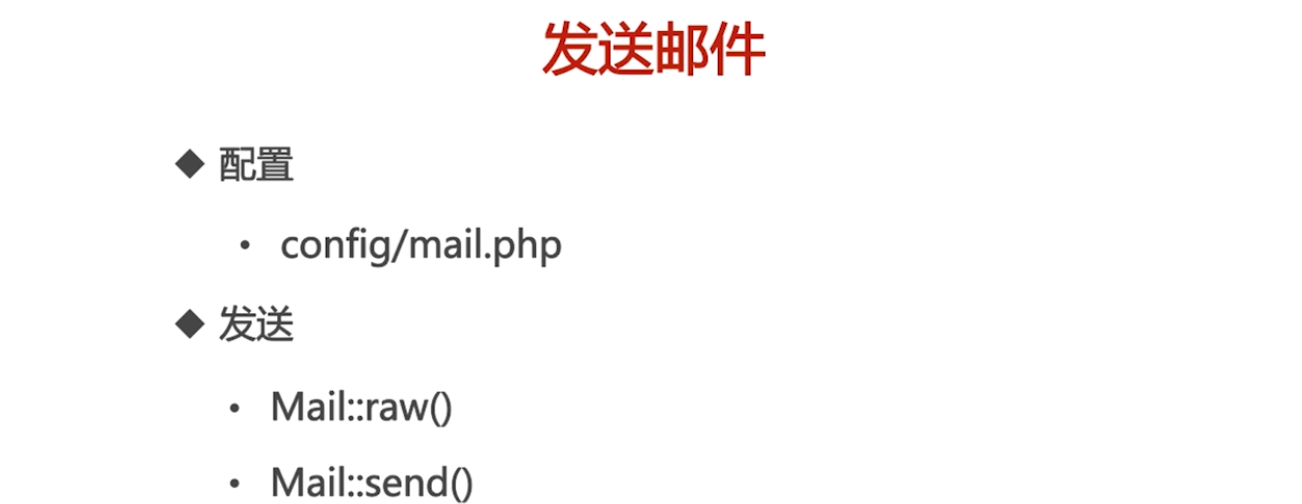 发送邮件
◆ 配置
• config/mail.php
◆ 发送
• Mail::raw()
• Mail::send()